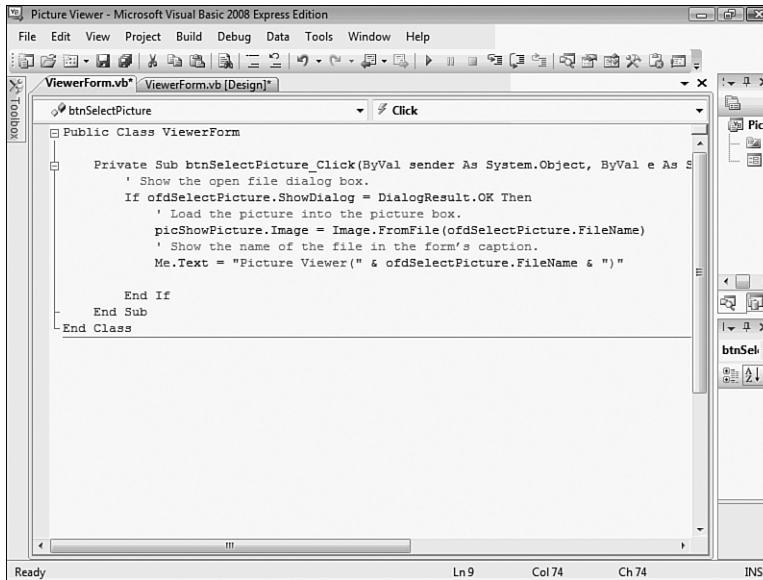 Picture Viewer - Microsoft Visual Basic 2008 Express Edition
File Edit View Project Build Debug Data Tools Window Help
ViewerForm.vb* ViewerForm.vb [Design]*
Toolbox
btnSelectPicture Click
Public Class ViewerForm
Private Sub btnSelectPicture_Click(ByVal sender As System.Object, ByVal e As S
' Show the open file dialog box.
If ofdSelectPicture.ShowDialog = DialogResult.OK Then
' Load the picture into the picture box.
picShowPicture.Image = Image.FromFile(ofdSelectPicture.FileName)
' Show the name of the file in the form's caption.
Me.Text = "Picture Viewer(" & ofdSelectPicture.FileName & ")"
End If
End Sub
End Class
Pic
btnSel
Ready Ln 9 Col 74 Ch 74 INS